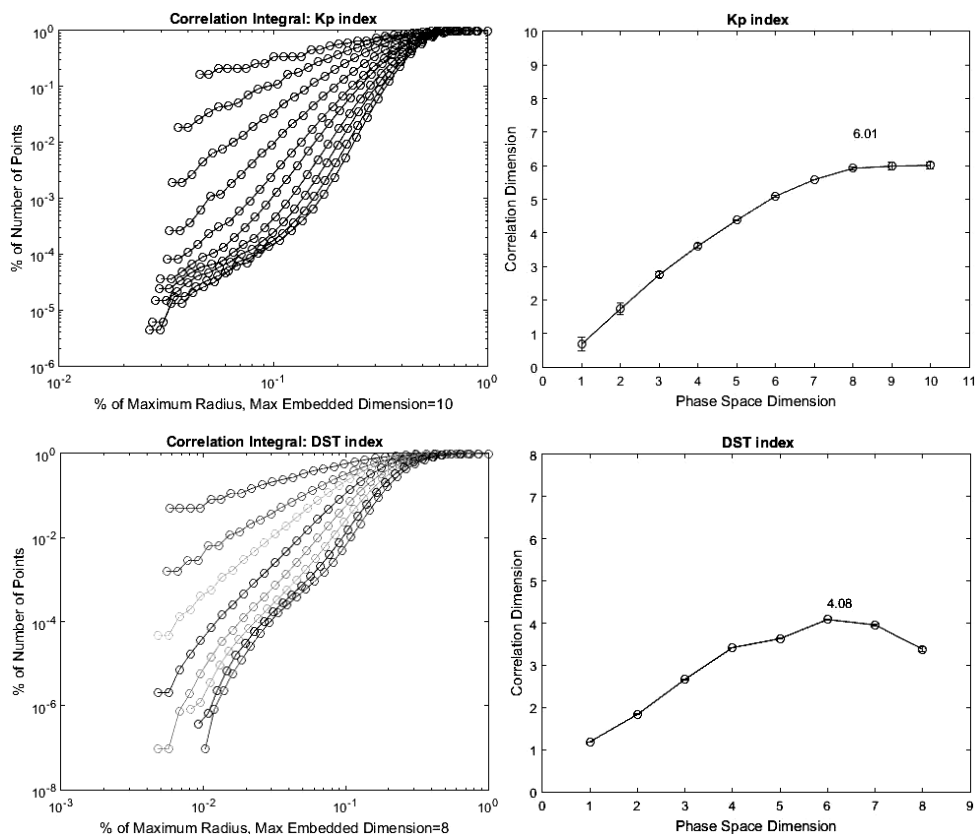 Correlation Integral: Kp index
10^0
10^-1
10^-2
10^-3
10^-4
10^-5
10^-6
% of Number of Points
10^-2
10^-1
10^0
% of Maximum Radius, Max Embedded Dimension=10
Kp index
10
9
8
7
6
5
4
3
2
1
0
Correlation Dimension
6.01
0 1 2 3 4 5 6 7 8 9 10 11
Phase Space Dimension
Correlation Integral: DST index
10^0
10^-2
10^-4
10^-6
10^-8
% of Number of Points
10^-3
10^-2
10^-1
10^0
% of Maximum Radius, Max Embedded Dimension=8
DST index
8
7
6
5
4
3
2
1
0
Correlation Dimension
4.08
0 1 2 3 4 5 6 7 8 9
Phase Space Dimension